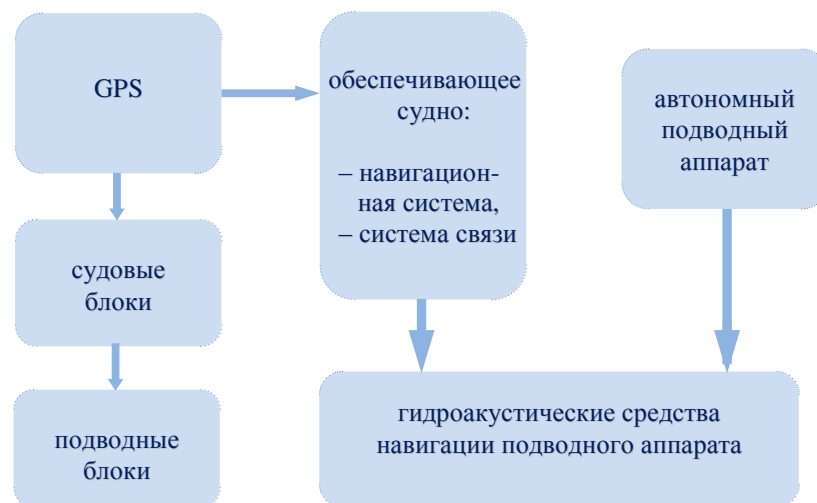 GPS
обеспечивающее
судно:
– навигацион-
ная система,
– система связи
автономный
подводный
аппарат
судовые
блоки
подводные
блоки
гидроакустические средства
навигации подводного аппарата